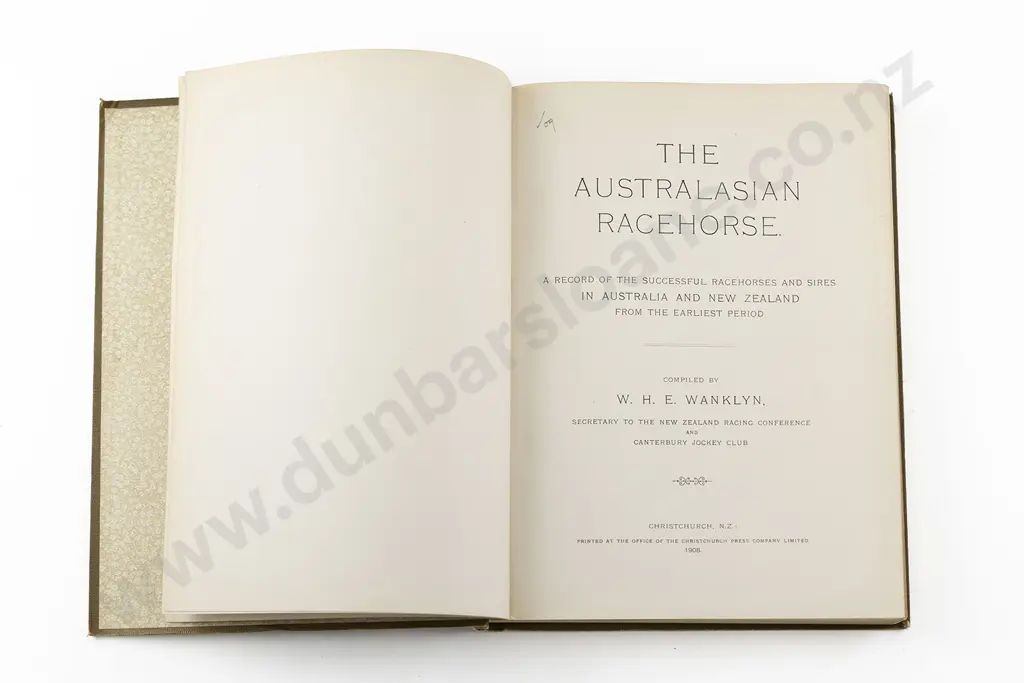 THE
AUSTRALASIAN
RACEHORSE.
A RECORD OF THE SUCCESSFUL RACEHORSES AND SIRES
IN AUSTRALIA AND NEW ZEALAND
FROM THE EARLIEST PERIOD
COMPILED BY
W. H. E. WANKLYN,
SECRETARY TO THE NEW ZEALAND RACING CONFERENCE
AND
CANTERBURY JOCKEY CLUB
CHRISTCHURCH, N.Z.:
PRINTED AT THE OFFICE OF THE CHRISTCHURCH PRESS COMPANY LIMITED.
1908.
www.dunbarsloane.co.nz